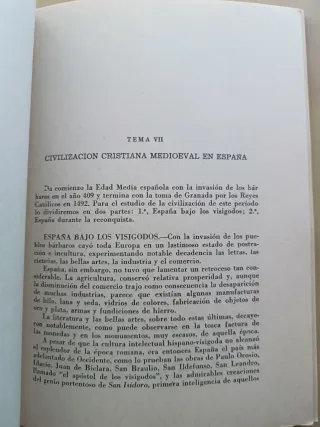 TEMA VII
CIVILIZACION CRISTIANA MEDIOEVAL EN ESPAÑA
Da comienzo la Edad Media española con la invasión de los bár-
baros en el año 409 y termina con la toma de Granada por los Reyes
Católicos en 1492. Para el estudio de la civilización de este período
lo dividiremos en dos partes: 1.ª, España bajo los visigodos; 2.ª,
España durante la reconquista.
ESPAÑA BAJO LOS VISIGODOS.—Con la invasión de los pue-
blos bárbaros cayó toda Europa en un lastimoso estado de postra-
ción e incultura, experimentando notable decadencia las letras, las
ciencias, las bellas artes, la industria y el comercio.
España, sin embargo, no tuvo que lamentar un retroceso tan con-
siderable. La agricultura, conservó relativa prosperidad y, aunque
la disminución del comercio trajo como consecuencia la desaparición
de muchas industrias, parece que existían algunas manufacturas
de hilo, lana y seda, vidrios de colores, fabricación de objetos de
oro y plata, armas y fundiciones de hierro.
La literatura y las bellas artes, sobre todo estas últimas, decaye-
ron notablemente, como puede observarse en la tosca factura de
las monedas y en los monumentos, muy escasos, de aquella época.
A pesar de que la cultura intelectual hispano-visigoda no alcanzó
el esplendor de la época romana, era entonces España el país más
adelantado de Occidente, como lo prueban las obras de Paulo Orosio,
Idacio, Juan de Biclara, San Braulio, San Ildefonso, San Leandro,
llamado "el apóstol de los visigodos", y las admirables creaciones
del genio portentoso de San Isidoro, primera inteligencia de aquellos